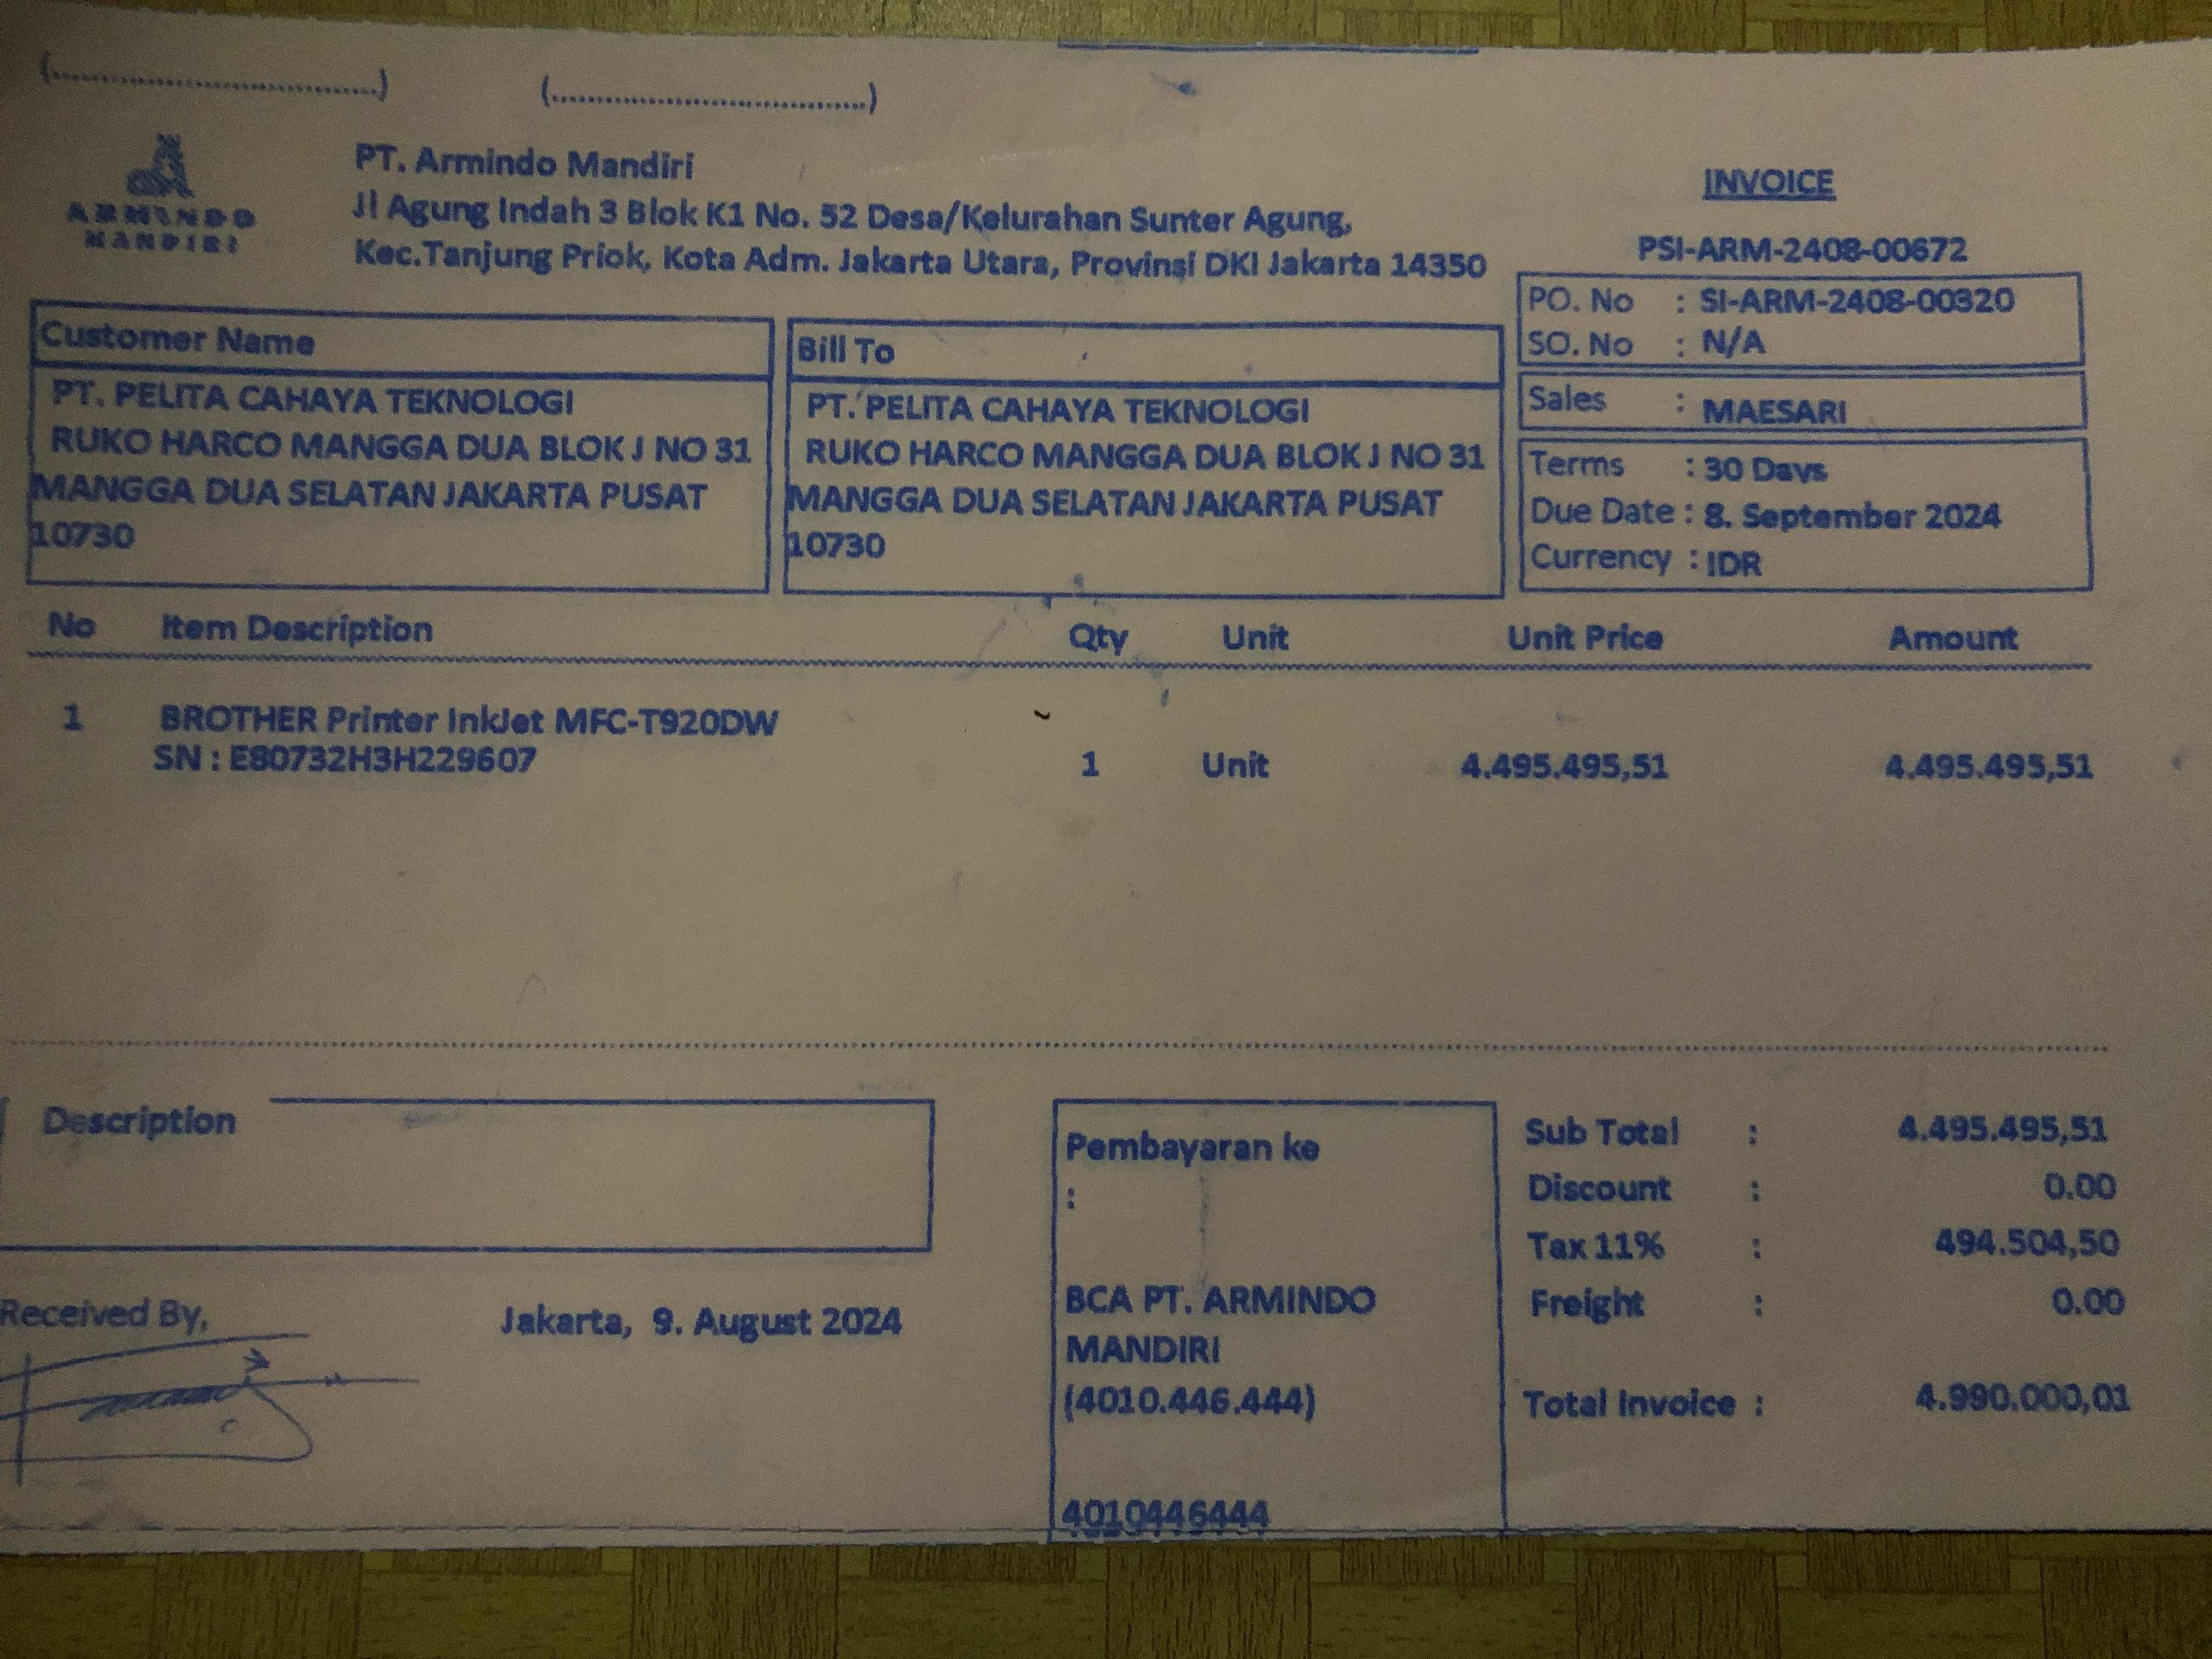 (................................) (................................)
ARMINDO
MANDIRI
PT. Armindo Mandiri
Jl Agung Indah 3 Blok K1 No. 52 Desa/Kelurahan Sunter Agung,
Kec.Tanjung Priok, Kota Adm. Jakarta Utara, Provinsi DKI Jakarta 14350
INVOICE
PSI-ARM-2408-00672
PO. No : SI-ARM-2408-00320
SO. No : N/A
Sales : MAESARI
Terms : 30 Days
Due Date : 8. September 2024
Currency : IDR
Customer Name
PT. PELITA CAHAYA TEKNOLOGI
RUKO HARCO MANGGA DUA BLOK J NO 31
MANGGA DUA SELATAN JAKARTA PUSAT
10730
Bill To
PT. PELITA CAHAYA TEKNOLOGI
RUKO HARCO MANGGA DUA BLOK J NO 31
MANGGA DUA SELATAN JAKARTA PUSAT
10730
No Item Description Qty Unit Unit Price Amount
1 BROTHER Printer InkJet MFC-T920DW
SN : E80732H3H229607 1 Unit 4.495.495,51 4.495.495,51
Description
Received By,
Jakarta, 9. August 2024
Pembayaran ke
:
BCA PT. ARMINDO
MANDIRI
(4010.446.444)
4010446444
Sub Total : 4.495.495,51
Discount : 0.00
Tax 11% : 494.504,50
Freight : 0.00
Total Invoice : 4.990.000,01